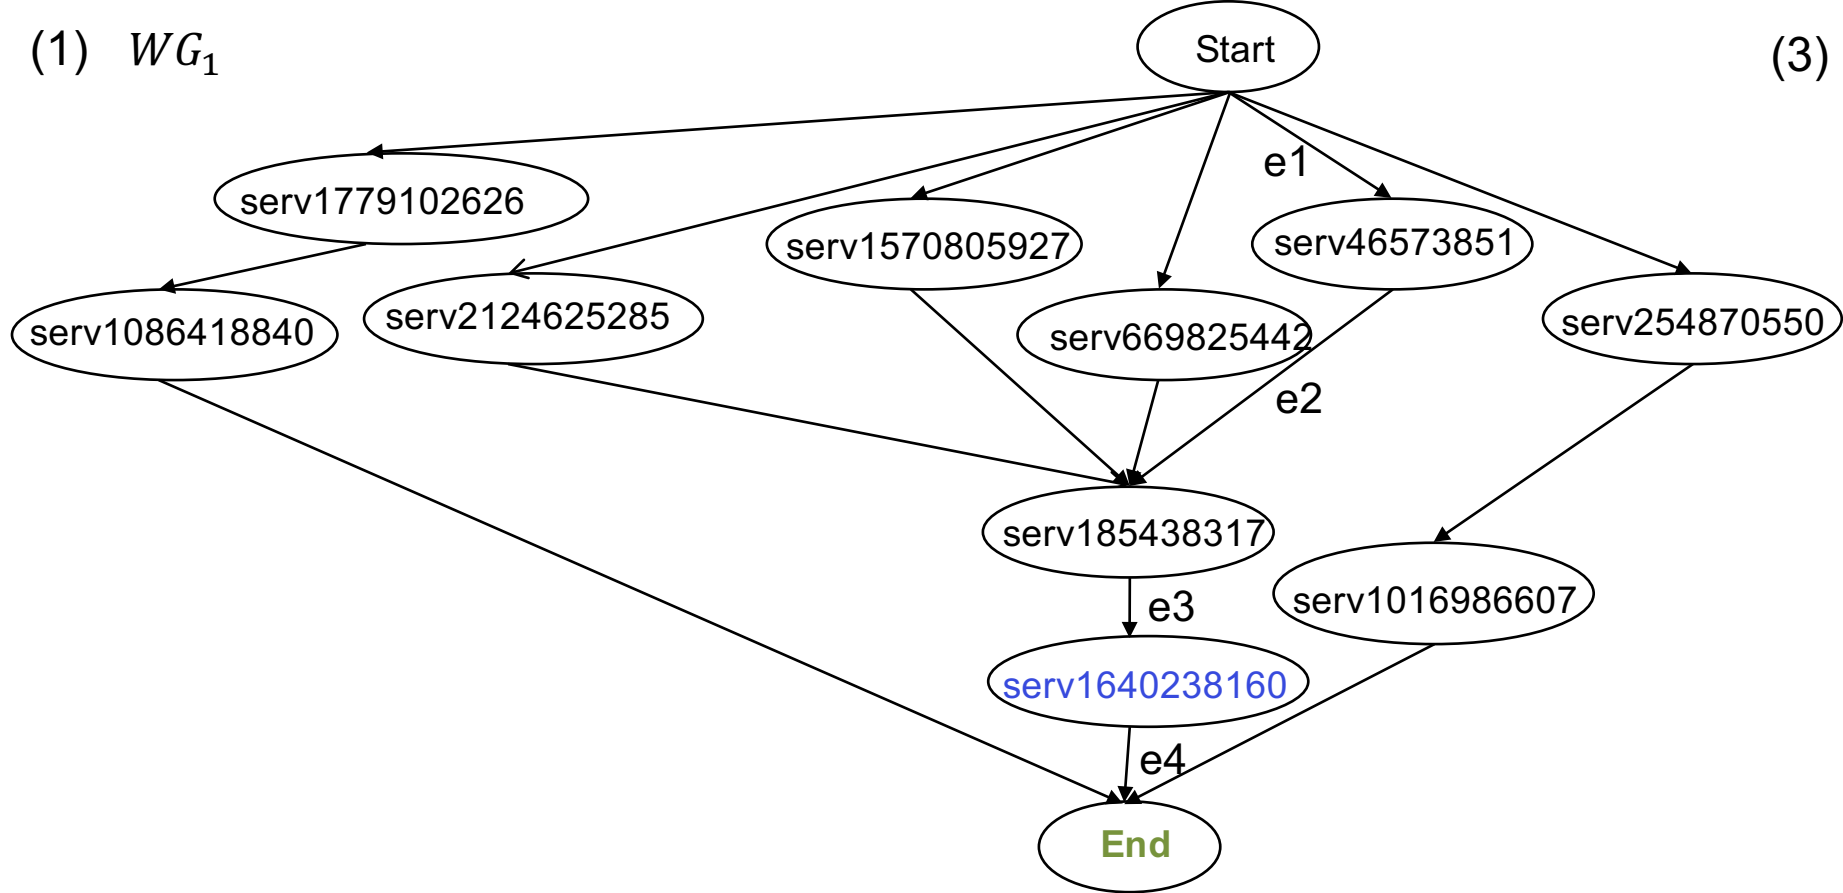 Start
(1) WG₁
(3)
e1
serv1779102626
serv1570805927
serv46573851
serv1086418840
serv2124625285
serv669825442
serv254870550
e2
serv185438317
serv1016986607
e3
serv1640238160
e4
End